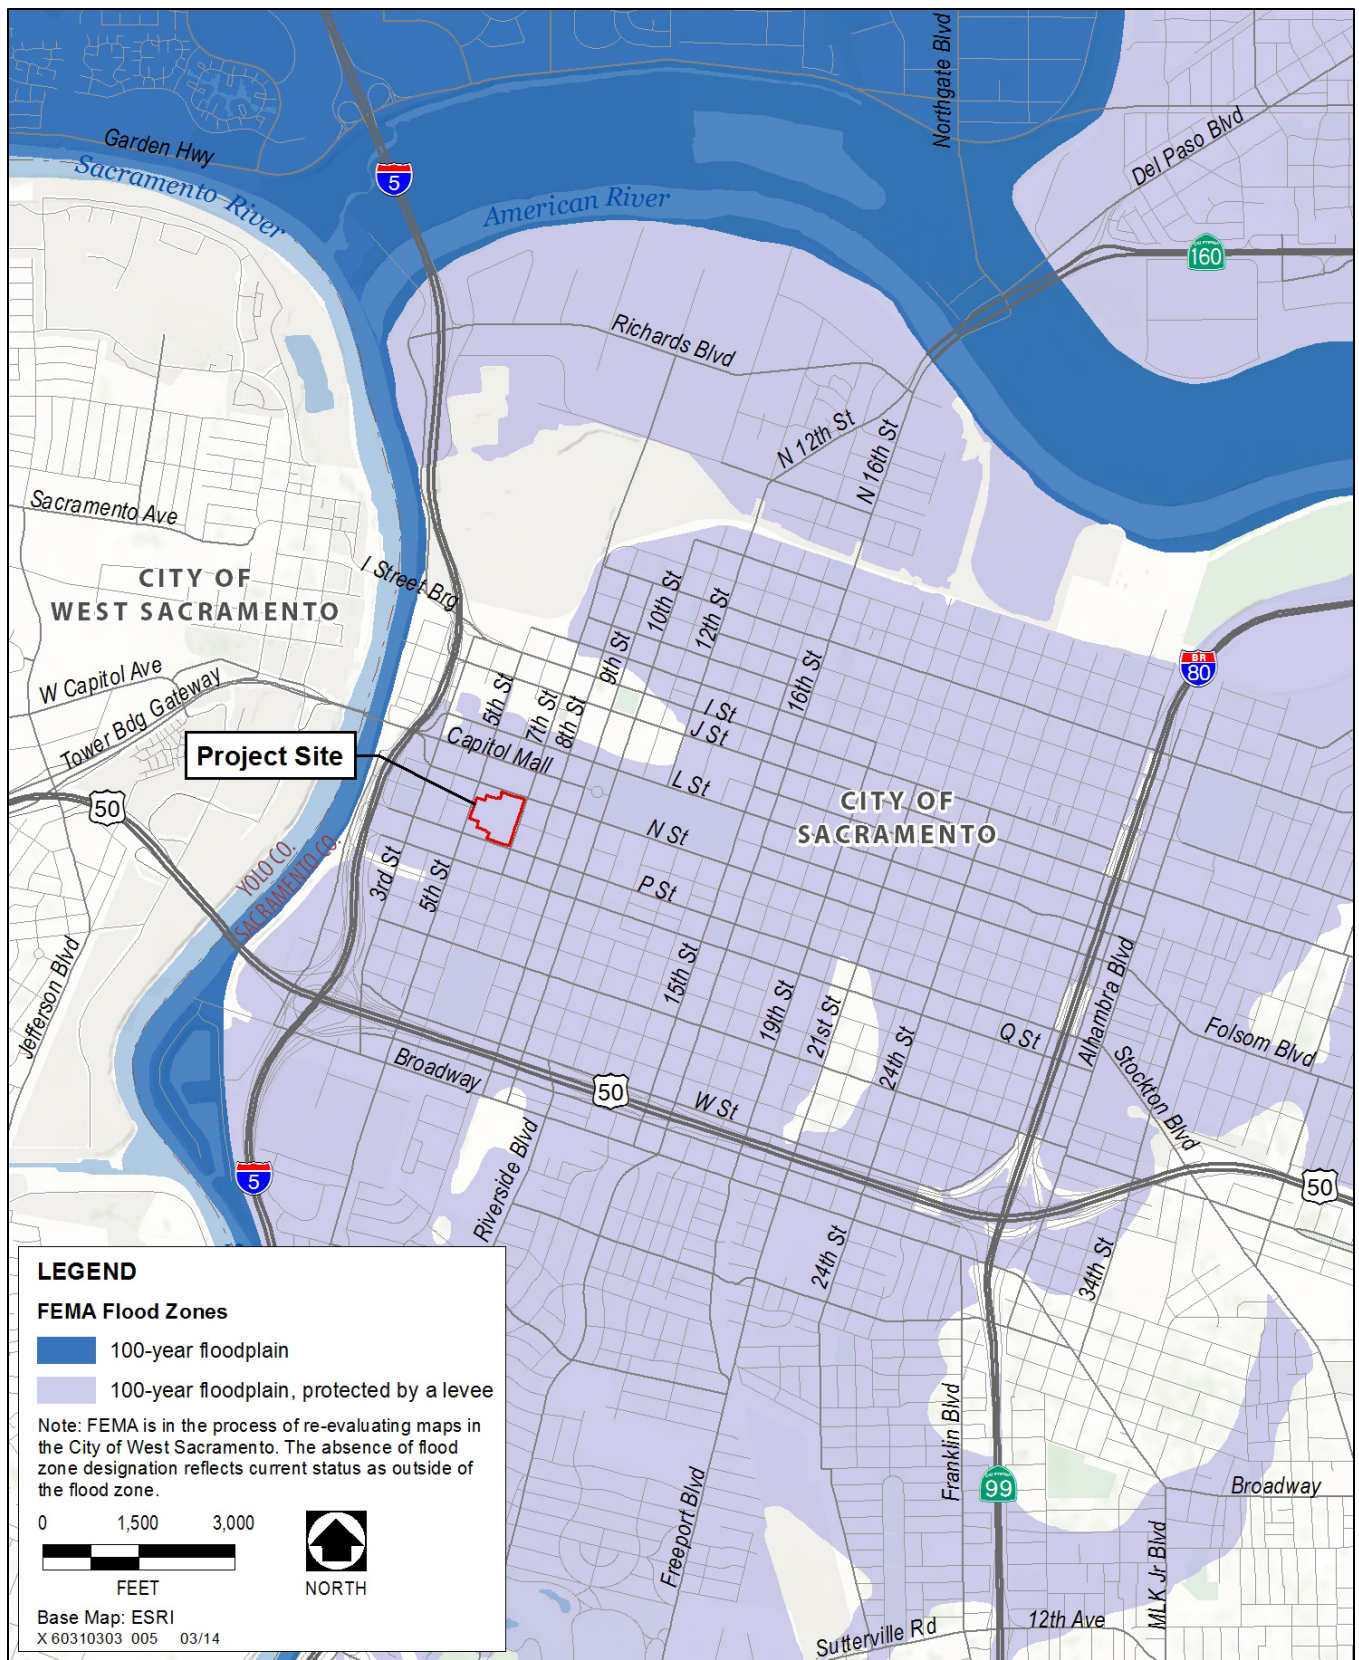 Northgate Blvd
Garden Hwy
Sacramento River
5
American River
Del Paso Blvd
CALIFORNIA
160
Richards Blvd
N 12th St
N 16th St
Sacramento Ave
I Street Brg
CITY OF
WEST SACRAMENTO
10th St
12th St
9th St
16th St
BR
80
W Capitol Ave
Tower Bdg Gateway
5th St
7th St
8th St
I St
J St
Capitol Mall
Project Site
L St
50
CITY OF
SACRAMENTO
N St
YOLO CO.
SACRAMENTO CO.
3rd St
5th St
P St
Jefferson Blvd
15th St
19th St
21st St
24th St
Q St
Alhambra Blvd
Folsom Blvd
Stockton Blvd
Broadway
50
W St
5
Riverside Blvd
50
24th St
34th St
LEGEND
FEMA Flood Zones
100-year floodplain
100-year floodplain, protected by a levee
Note: FEMA is in the process of re-evaluating maps in
the City of West Sacramento. The absence of flood
zone designation reflects current status as outside of
the flood zone.
0 1,500 3,000
FEET
NORTH
Base Map: ESRI
X 60310303 005 03/14
Franklin Blvd
Freeport Blvd
CALIFORNIA
99
Broadway
MLK Jr Blvd
12th Ave
Sutterville Rd